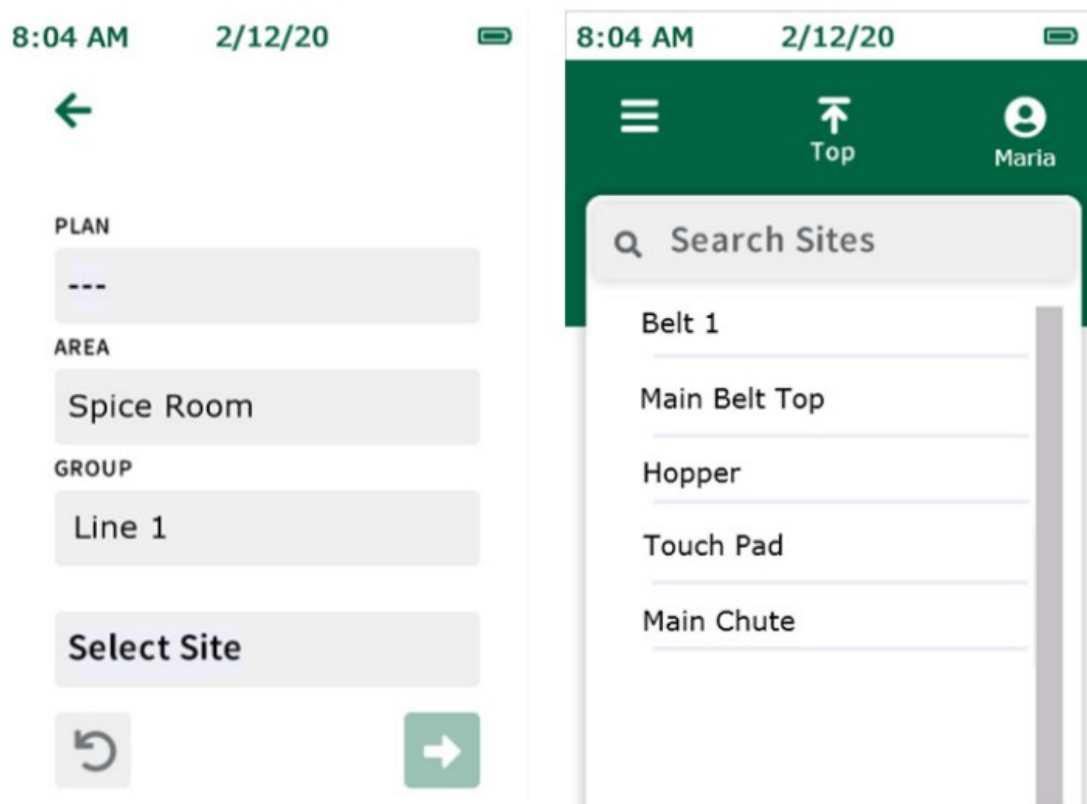 8:04 AM 2/12/20
PLAN
---
AREA
Spice Room
GROUP
Line 1
Select Site
8:04 AM 2/12/20
Top
Maria
Search Sites
Belt 1
Main Belt Top
Hopper
Touch Pad
Main Chute